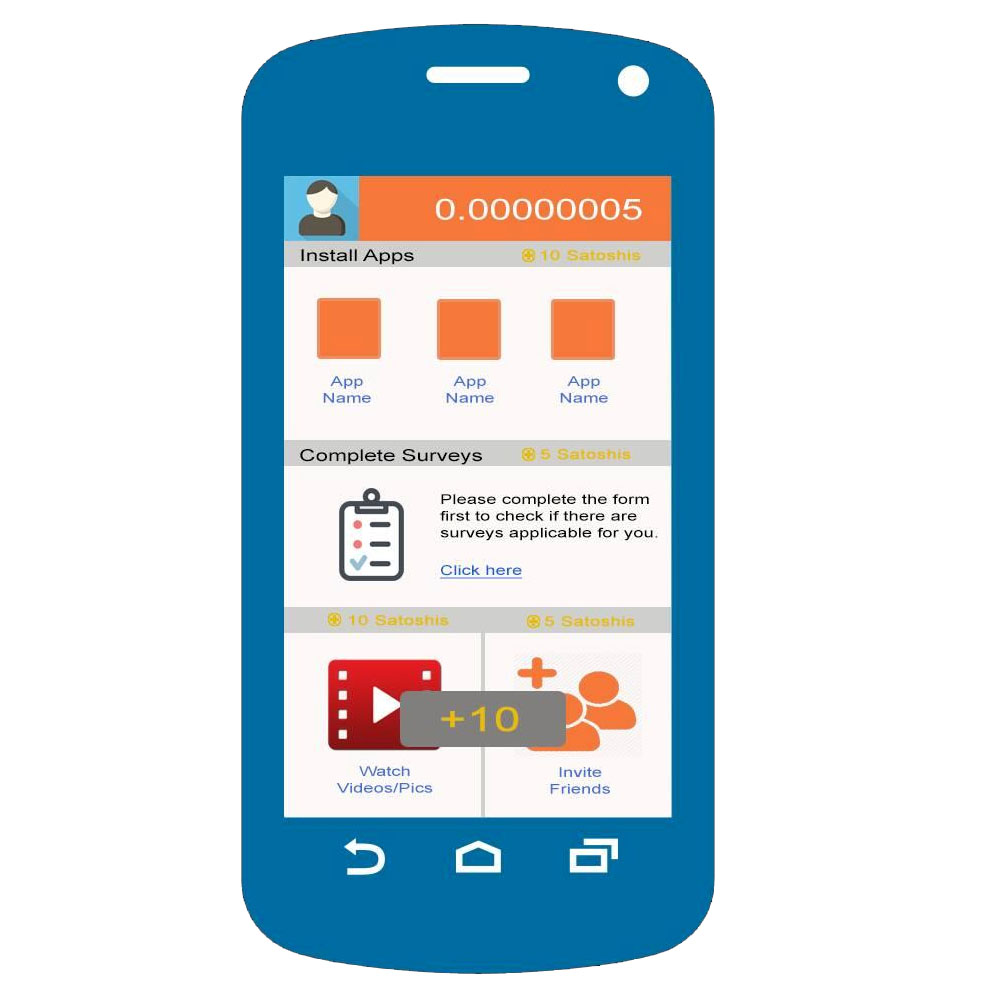 0.00000005
Install Apps
10 Satoshis
App
Name
App
Name
App
Name
Complete Surveys
5 Satoshis
Please complete the form
first to check if there are
surveys applicable for you.
Click here
10 Satoshis
5 Satoshis
+10
Watch
Videos/Pics
Invite
Friends